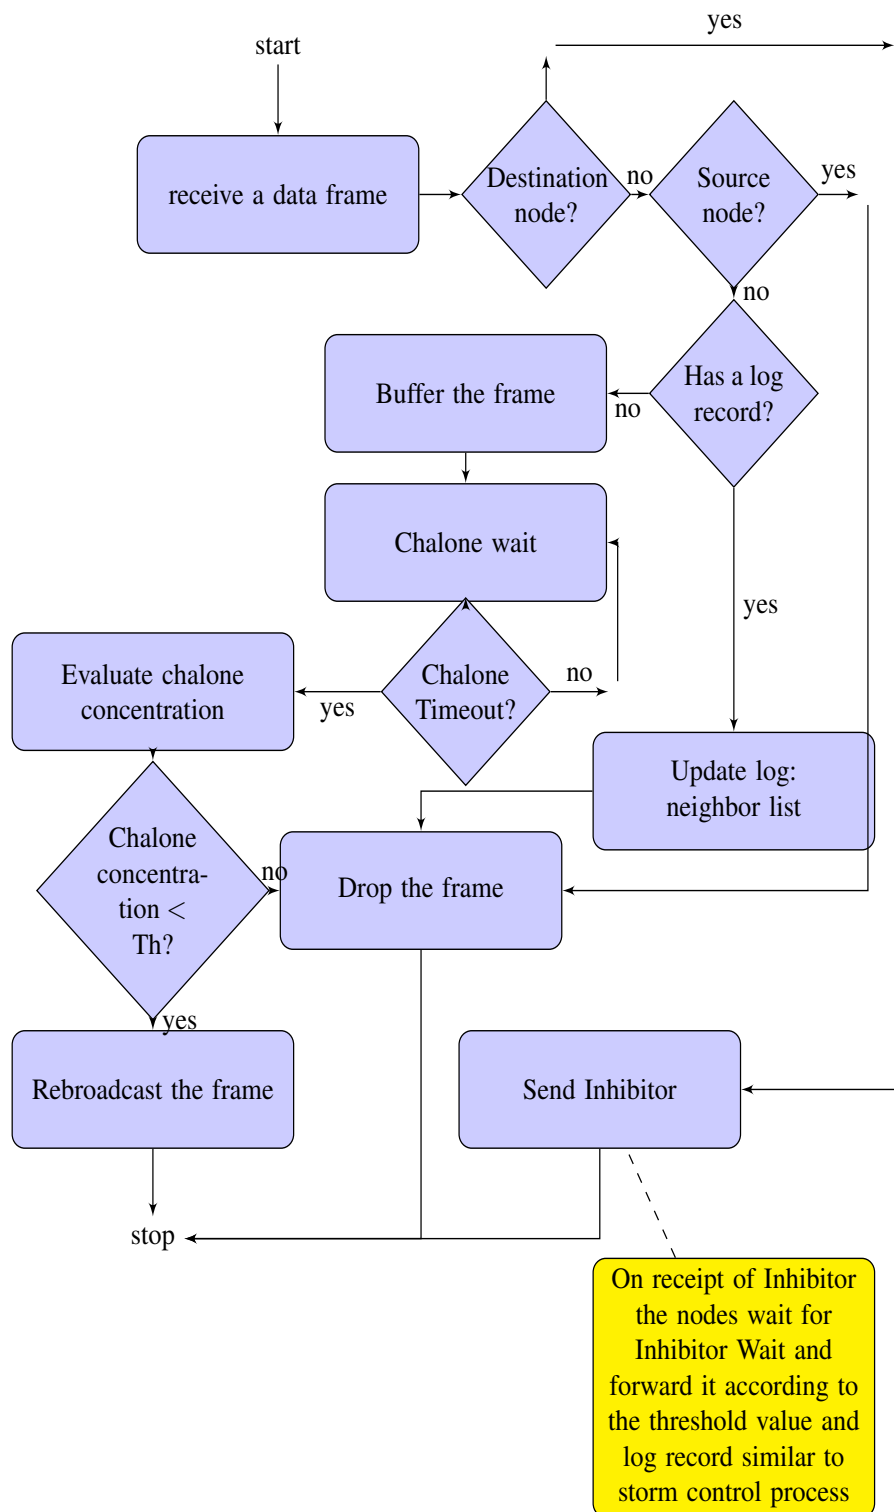 yes
start
receive a data frame
Destination
node?
no
Source
node?
yes
no
Has a log
record?
no
Buffer the frame
Chalone wait
yes
Chalone
Timeout?
no
yes
Evaluate chalone
concentration
Update log:
neighbor list
Chalone
concentra-
tion <
Th?
no
Drop the frame
yes
Rebroadcast the frame
Send Inhibitor
stop
On receipt of Inhibitor
the nodes wait for
Inhibitor Wait and
forward it according to
the threshold value and
log record similar to
storm control process